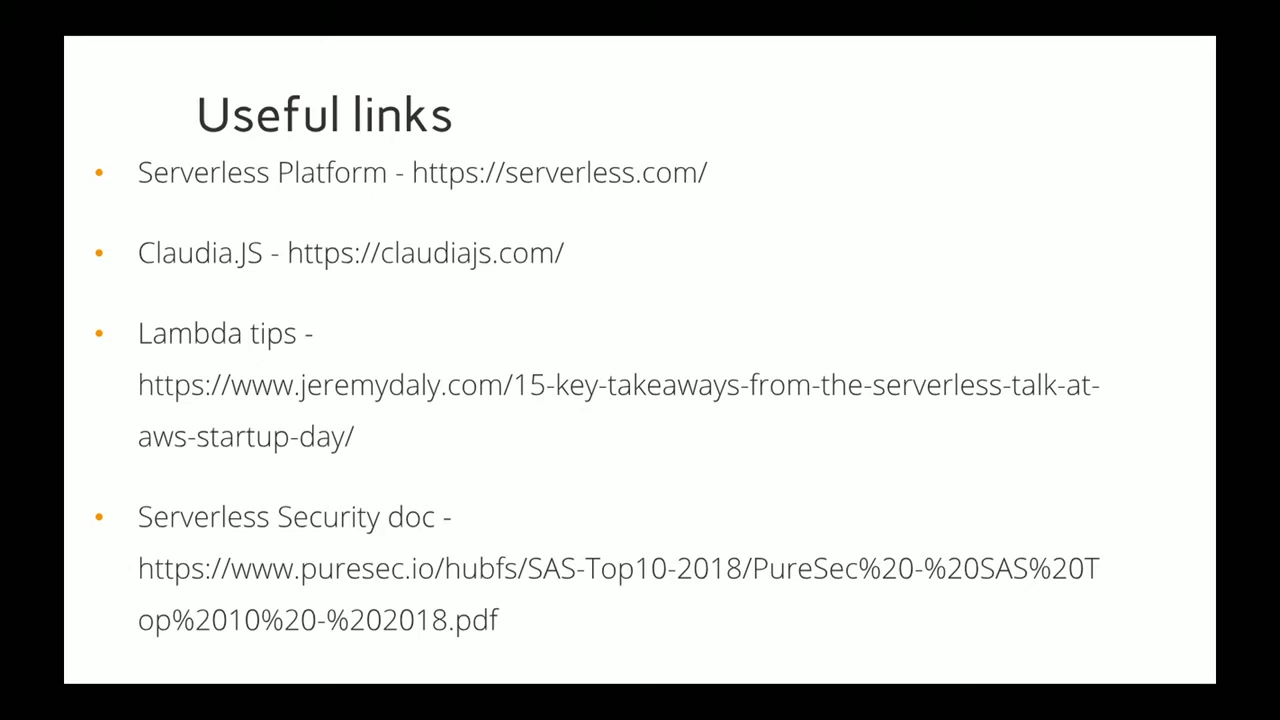 Useful links
• Serverless Platform - https://serverless.com/
• Claudia.JS - https://claudiajs.com/
• Lambda tips -
https://www.jeremydaly.com/15-key-takeaways-from-the-serverless-talk-at-
aws-startup-day/
• Serverless Security doc -
https://www.puresec.io/hubfs/SAS-Top10-2018/PureSec%20-%20SAS%20T
op%2010%20-%202018.pdf